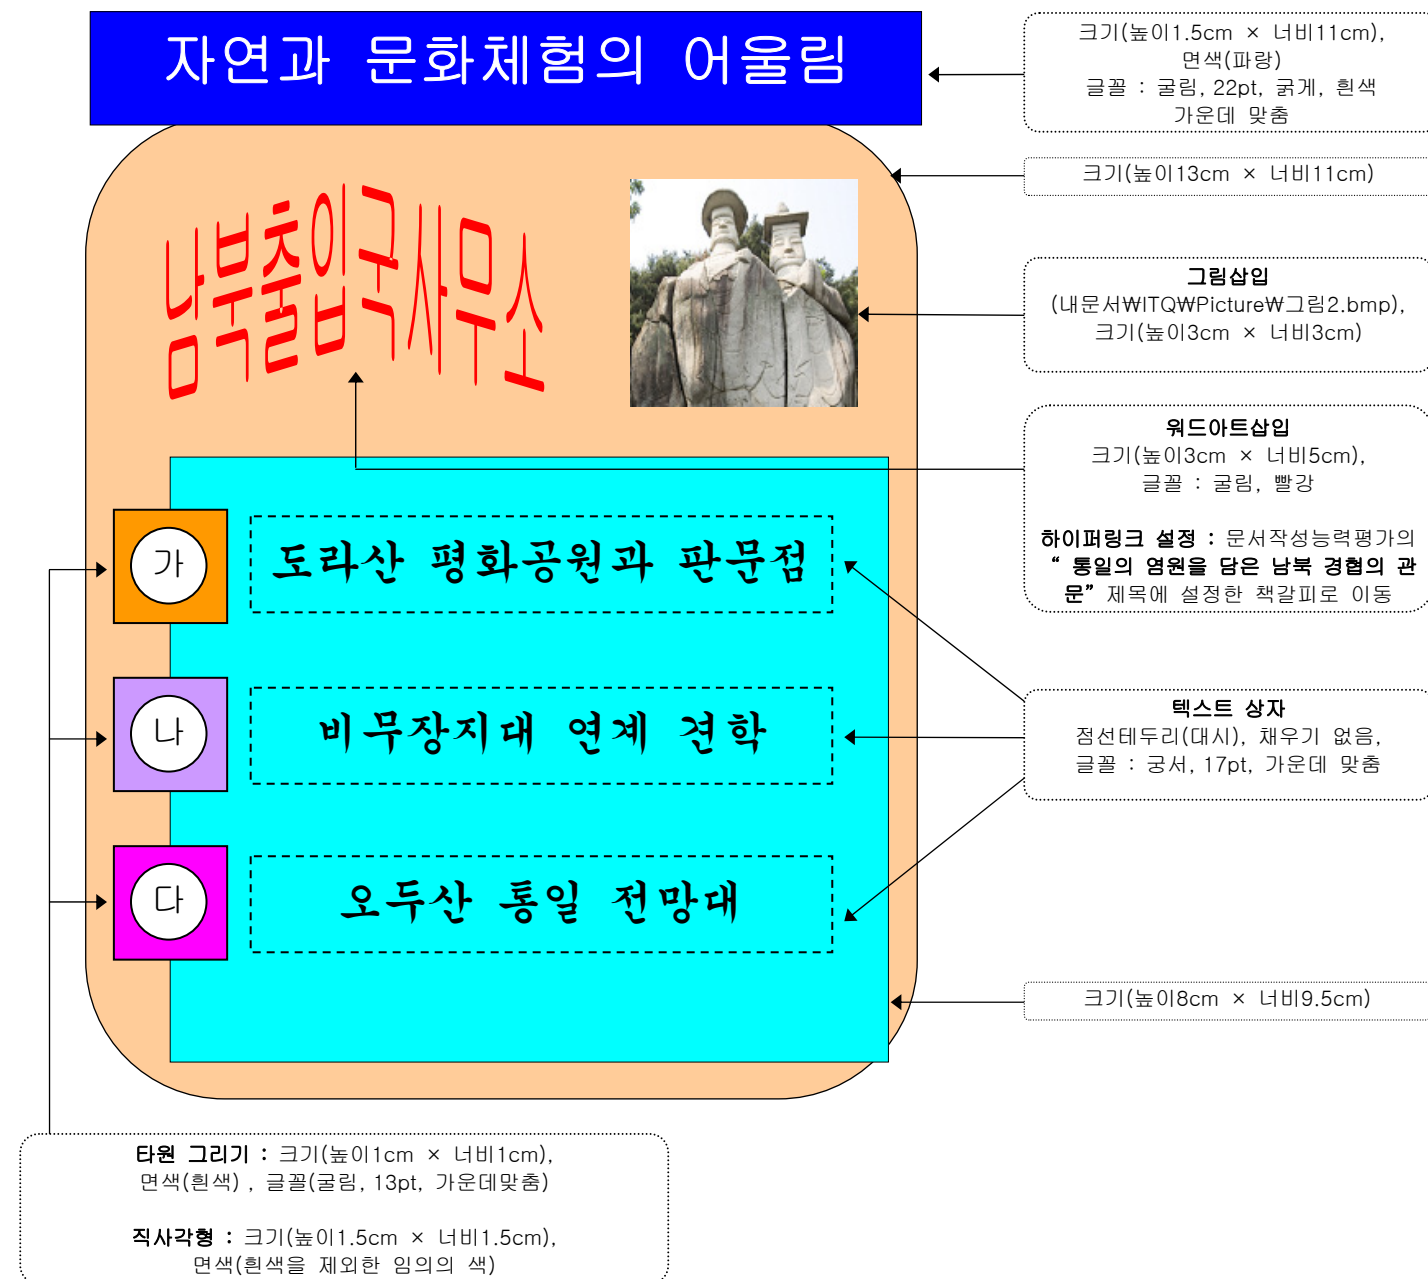 자연과 문화체험의 어울림
크기(높이1.5cm × 너비11cm),
면색(파랑)
글꼴 : 굴림, 22pt, 굵게, 흰색
가운데 맞춤
크기(높이13cm × 너비11cm)
남북출입국사무소
그림삽입
(내문서₩ITQ₩Picture₩그림2.bmp),
크기(높이3cm × 너비3cm)
워드아트삽입
크기(높이3cm × 너비5cm),
글꼴 : 굴림, 빨강
하이퍼링크 설정 : 문서작성능력평가의
“ 통일의 염원을 담은 남북 경협의 관
문” 제목에 설정한 책갈피로 이동
가
도라산 평화공원과 판문점
나
비무장지대 연계 견학
텍스트 상자
점선테두리(대시), 채우기 없음,
글꼴 : 궁서, 17pt, 가운데 맞춤
다
오두산 통일 전망대
크기(높이8cm × 너비9.5cm)
타원 그리기 : 크기(높이1cm × 너비1cm),
면색(흰색) , 글꼴(굴림, 13pt, 가운데맞춤)
직사각형 : 크기(높이1.5cm × 너비1.5cm),
면색(흰색을 제외한 임의의 색)